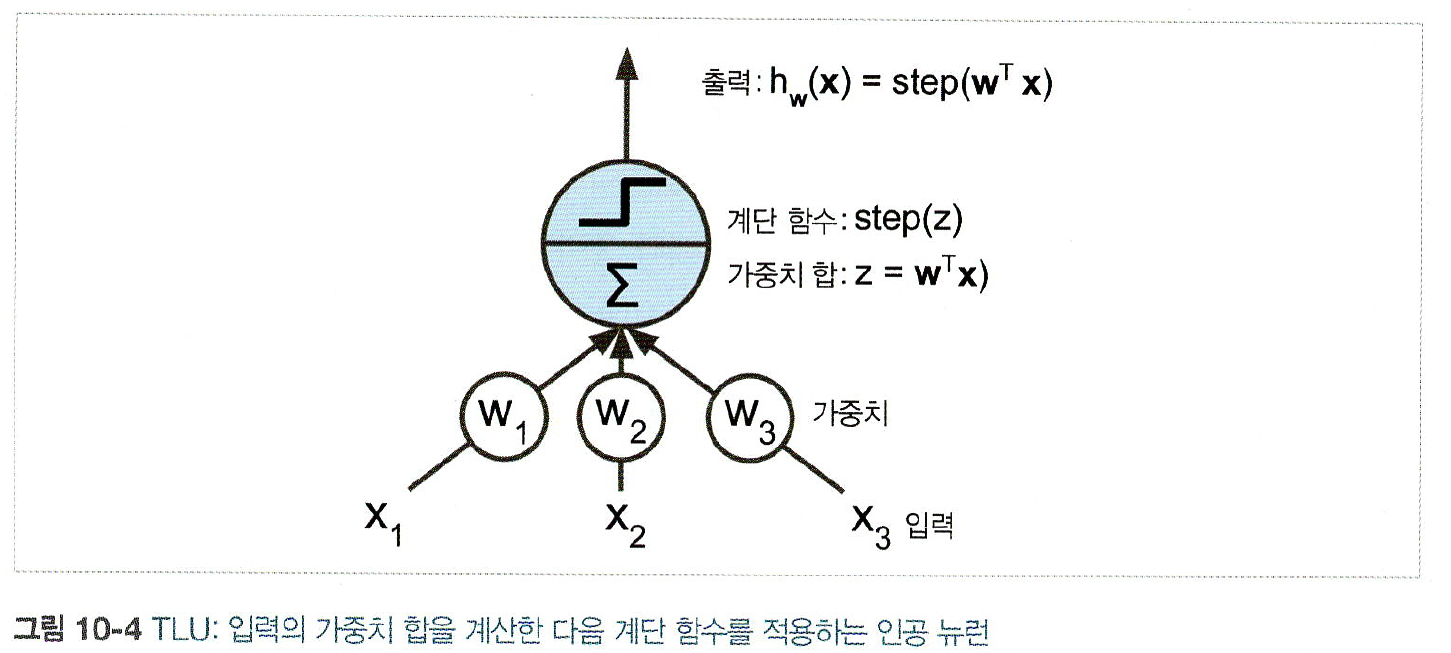 출력: h_w(x) = step(w^T x)
계단 함수: step(z)
Σ
가중치 합: z = w^T x)
w_1 w_2 w_3 가중치
x_1 x_2 x_3 입력
그림 10-4 TLU: 입력의 가중치 합을 계산한 다음 계단 함수를 적용하는 인공 뉴런